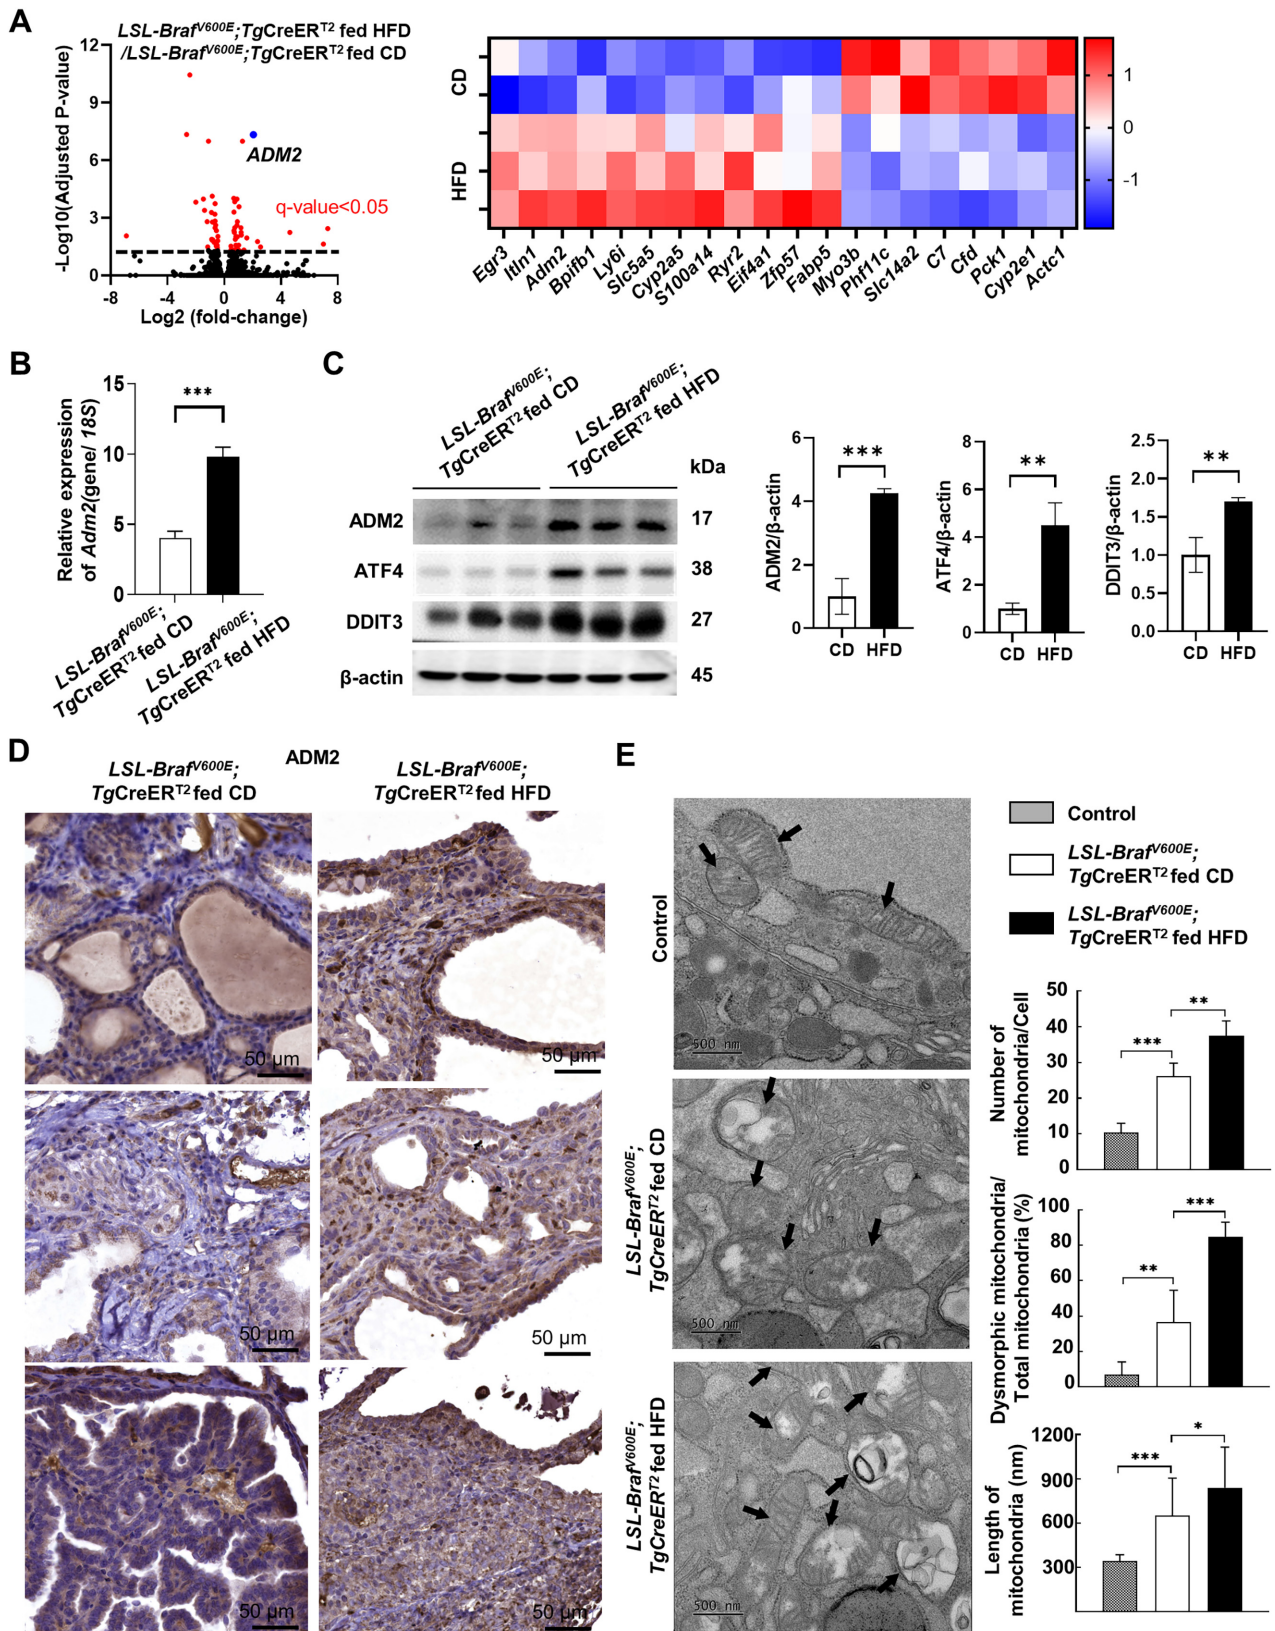 A
LSL-BrafV600E;TgCreERT2 fed HFD
/LSL-BrafV600E;TgCreERT2 fed CD
-Log10(Adjusted P-value)
12
9
6
3
0
ADM2
q-value<0.05
-8
-4
0
4
8
Log2 (fold-change)
CD
HFD
1
0
-1
Egr3
Itln1
Adm2
Bpifb1
Ly6i
Slc5a5
Cyp2a5
S100a14
Ryr2
Eif4a1
Zfp57
Fabp5
Myo3b
Phf11c
Slc14a2
C7
Cfd
Pck1
Cyp2e1
Actc1
B
Relative expression
of Adm2(gene/ 18S)
15
10
5
0
***
LSL-BrafV600E;
TgCreERT2 fed CD
LSL-BrafV600E;
TgCreERT2 fed HFD
C
LSL-BrafV600E;
TgCreERT2 fed CD
LSL-BrafV600E;
TgCreERT2 fed HFD
kDa
ADM2
17
ATF4
38
DDIT3
27
β-actin
45
ADM2/β-actin
6
4
2
0
***
CD
HFD
ATF4/β-actin
8
6
4
2
0
**
CD
HFD
DDIT3/β-actin
2.5
2.0
1.5
1.0
0.5
0.0
**
CD
HFD
D
ADM2
LSL-BrafV600E;
TgCreERT2 fed CD
LSL-BrafV600E;
TgCreERT2 fed HFD
50 µm
50 µm
50 µm
50 µm
50 µm
50 µm
E
Control
500 nm
LSL-BrafV600E;
TgCreERT2 fed CD
500 nm
LSL-BrafV600E;
TgCreERT2 fed HFD
500 nm
Control
LSL-BrafV600E;
TgCreERT2 fed CD
LSL-BrafV600E;
TgCreERT2 fed HFD
Number of
mitochondria/Cell
50
40
30
20
10
0
***
**
Dysmorphic mitochondria/
Total mitochondria (%)
100
80
60
40
20
0
**
***
Length of
mitochondria (nm)
1200
900
600
300
***
*